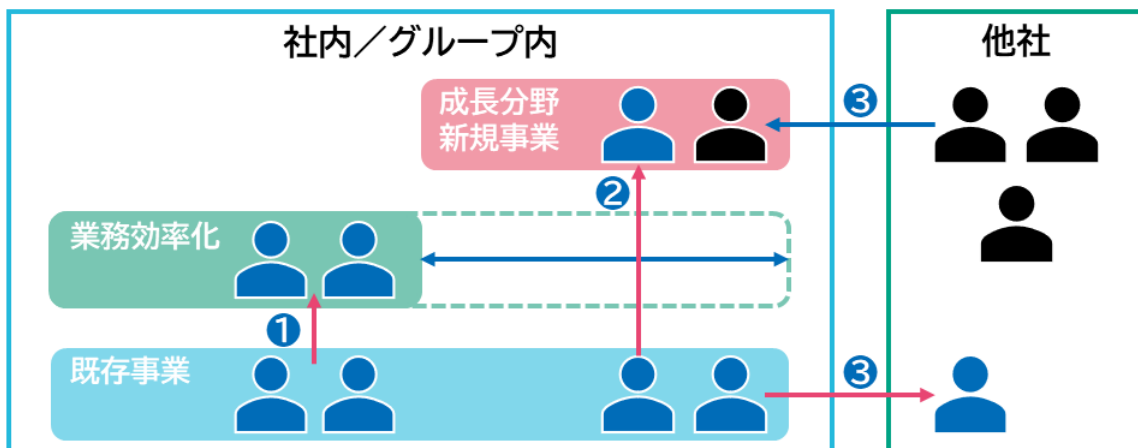 社内／グループ内
他社
成長分野
新規事業
❸
❷
業務効率化
❶
既存事業
❸